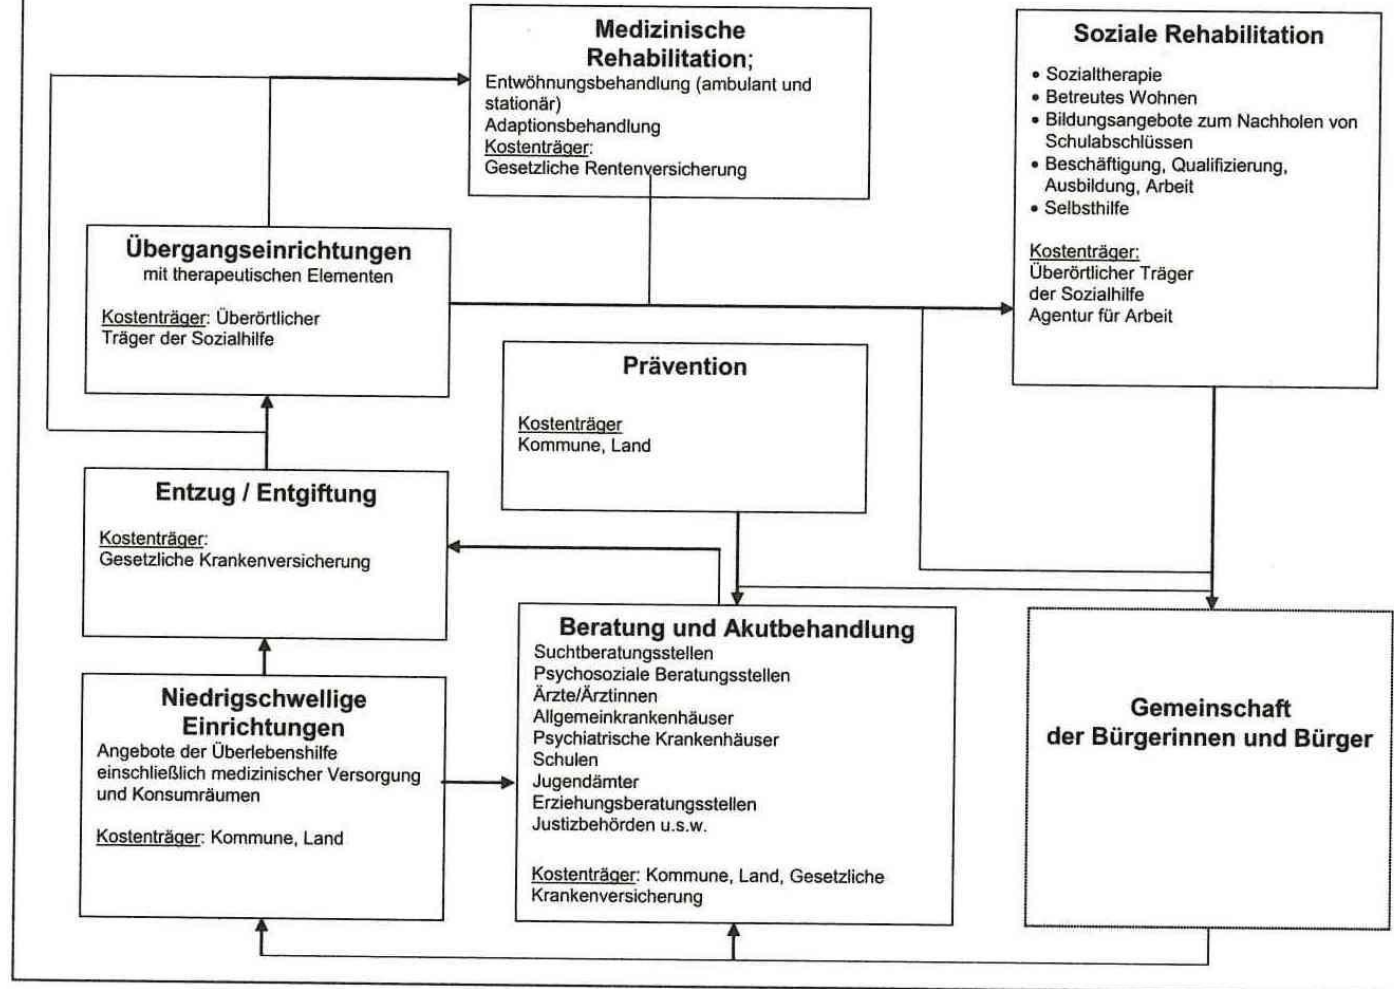 Medizinische
Rehabilitation;
Entwöhnungsbehandlung (ambulant und
stationär)
Adaptionsbehandlung
Kostenträger:
Gesetzliche Rentenversicherung
Soziale Rehabilitation
• Sozialtherapie
• Betreutes Wohnen
• Bildungsangebote zum Nachholen von
Schulabschlüssen
• Beschäftigung, Qualifizierung,
Ausbildung, Arbeit
• Selbsthilfe
Kostenträger:
Überörtlicher Träger
der Sozialhilfe
Agentur für Arbeit
Übergangseinrichtungen
mit therapeutischen Elementen
Kostenträger: Überörtlicher
Träger der Sozialhilfe
Prävention
Kostenträger
Kommune, Land
Entzug / Entgiftung
Kostenträger:
Gesetzliche Krankenversicherung
Niedrigschwellige
Einrichtungen
Angebote der Überlebenshilfe
einschließlich medizinischer Versorgung
und Konsumräumen
Kostenträger: Kommune, Land
Beratung und Akutbehandlung
Suchtberatungsstellen
Psychosoziale Beratungsstellen
Ärzte/Ärztinnen
Allgemeinkrankenhäuser
Psychiatrische Krankenhäuser
Schulen
Jugendämter
Erziehungsberatungsstellen
Justizbehörden u.s.w.
Kostenträger: Kommune, Land, Gesetzliche
Krankenversicherung
Gemeinschaft
der Bürgerinnen und Bürger